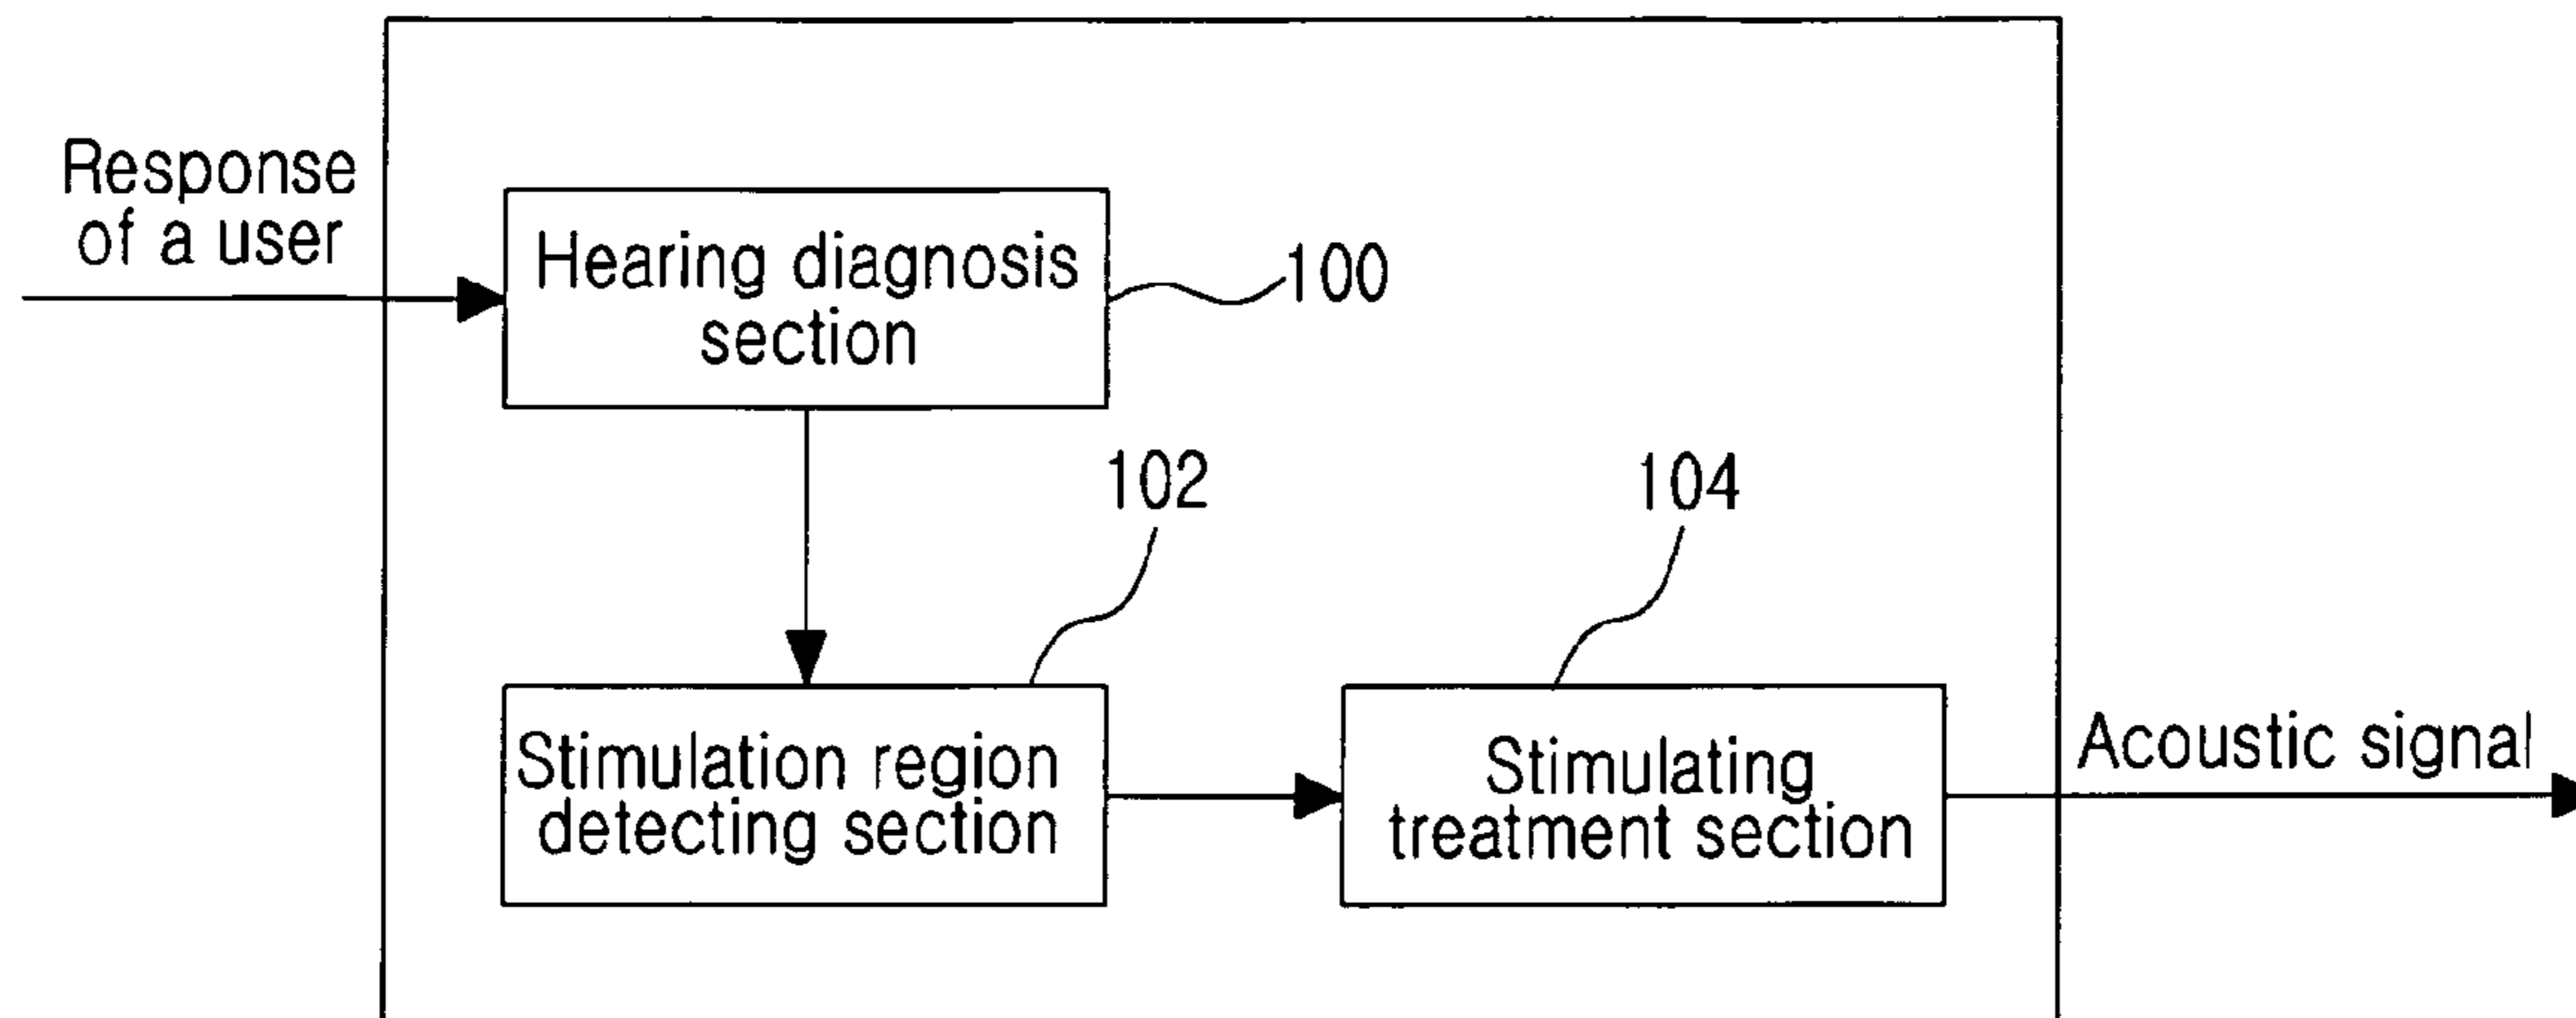 Response
of a user
Hearing diagnosis
section
100
102
104
Stimulation region
detecting section
Stimulating
treatment section
Acoustic signal